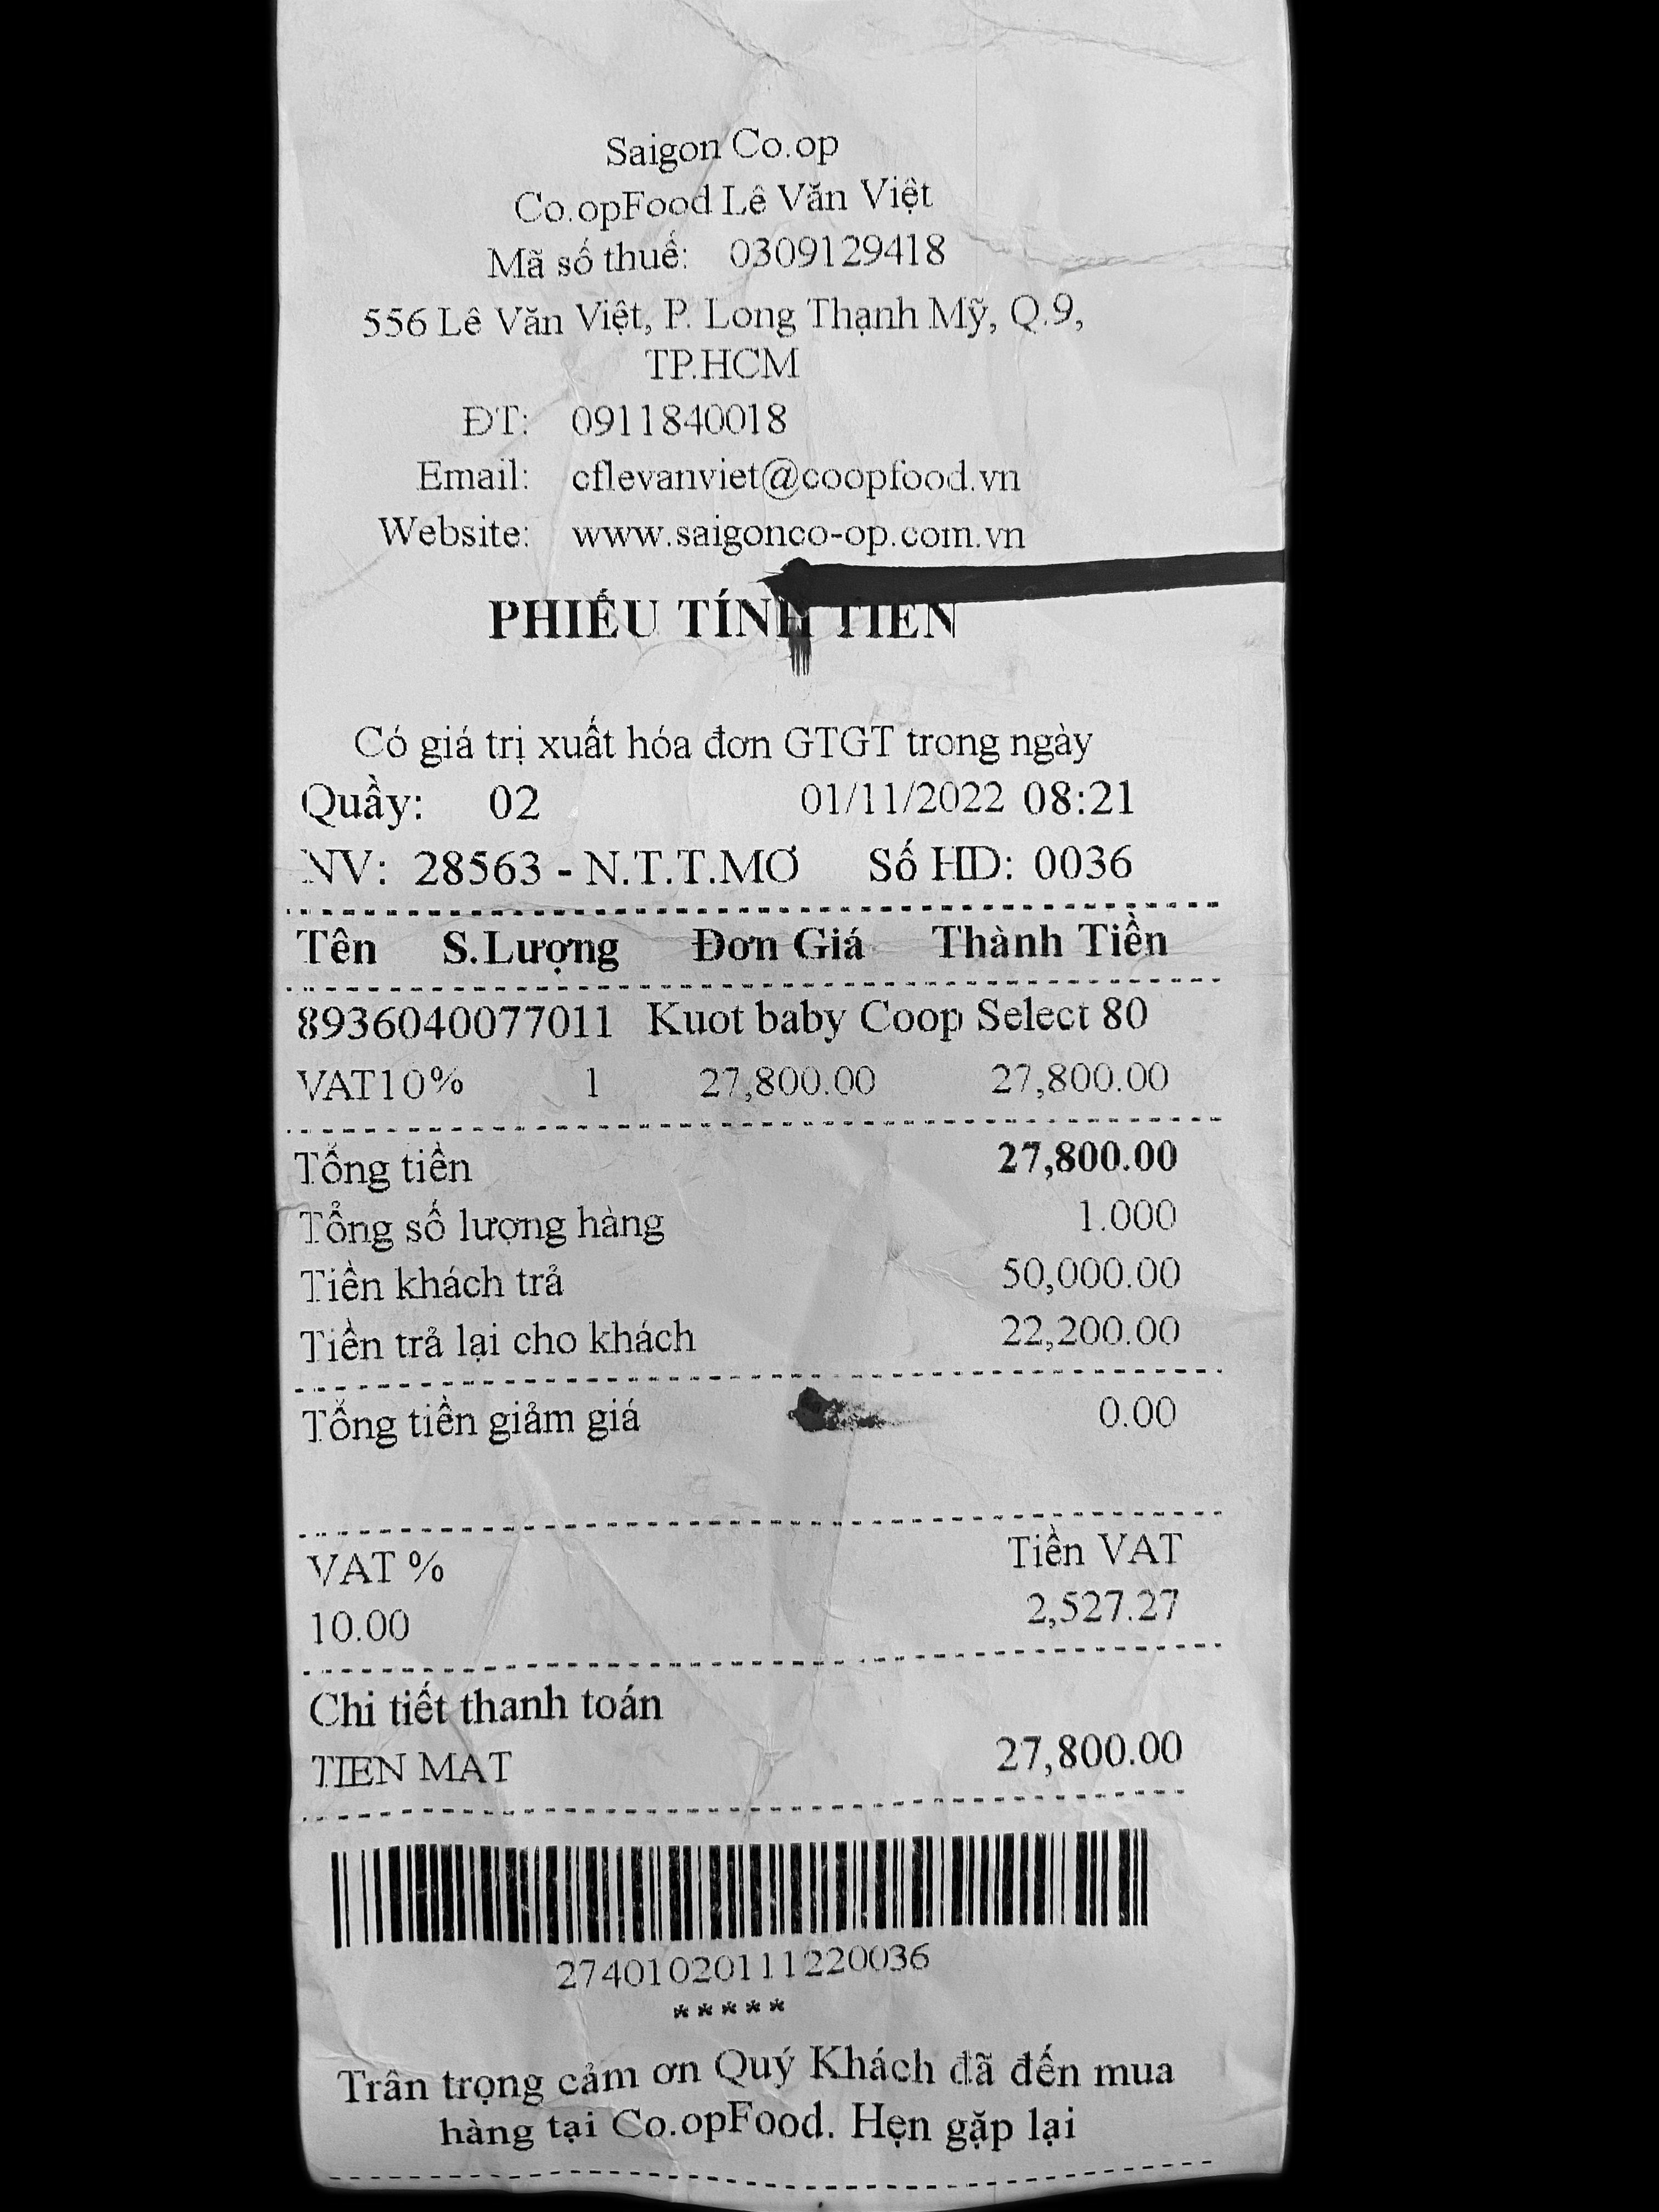 Saigon Co.op
Co.opFood Lê Văn Việt
Mã số thuế: 0309129418
556 Lê Văn Việt, P. Long Thạnh Mỹ, Q.9,
TP.HCM
ĐT: 0911840018
Email: cflevanviet@coopfood.vn
Website: www.saigonco-op.com.vn
PHIẾU TÍNH TIỀN
Có giá trị xuất hóa đơn GTGT trong ngày
Quầy: 02 01/11/2022 08:21
NV: 28563 - N.T.T.MƠ Số HD: 0036
Tên S.Lượng Đơn Giá Thành Tiền
8936040077011 Kuot baby Coop Select 80
VAT10% 1 27,800.00 27,800.00
Tổng tiền 27,800.00
Tổng số lượng hàng 1.000
Tiền khách trả 50,000.00
Tiền trả lại cho khách 22,200.00
Tổng tiền giảm giá 0.00
VAT % Tiền VAT
10.00 2,527.27
Chi tiết thanh toán
TIEN MAT 27,800.00
27401020111220036
*****
Trân trọng cảm ơn Quý Khách đã đến mua
hàng tại Co.opFood. Hẹn gặp lại